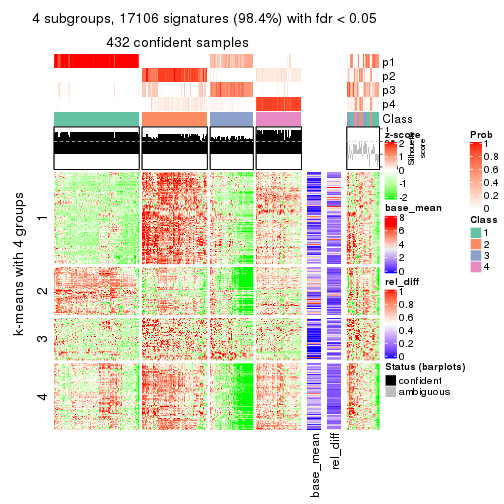 4 subgroups, 17106 signatures (98.4%) with fdr < 0.05
432 confident samples
p1
p2
p3
p4
Class
1
Silhouette
score
k-means with 4 groups
1
2
3
4
base_mean
rel_diff
z-score
2
1
0
-1
-2
base_mean
8
6
4
2
0
rel_diff
1
0.8
0.6
0.4
0.2
0
Status (barplots)
confident
ambiguous
Prob
1
0.8
0.6
0.4
0.2
0
Class
1
2
3
4